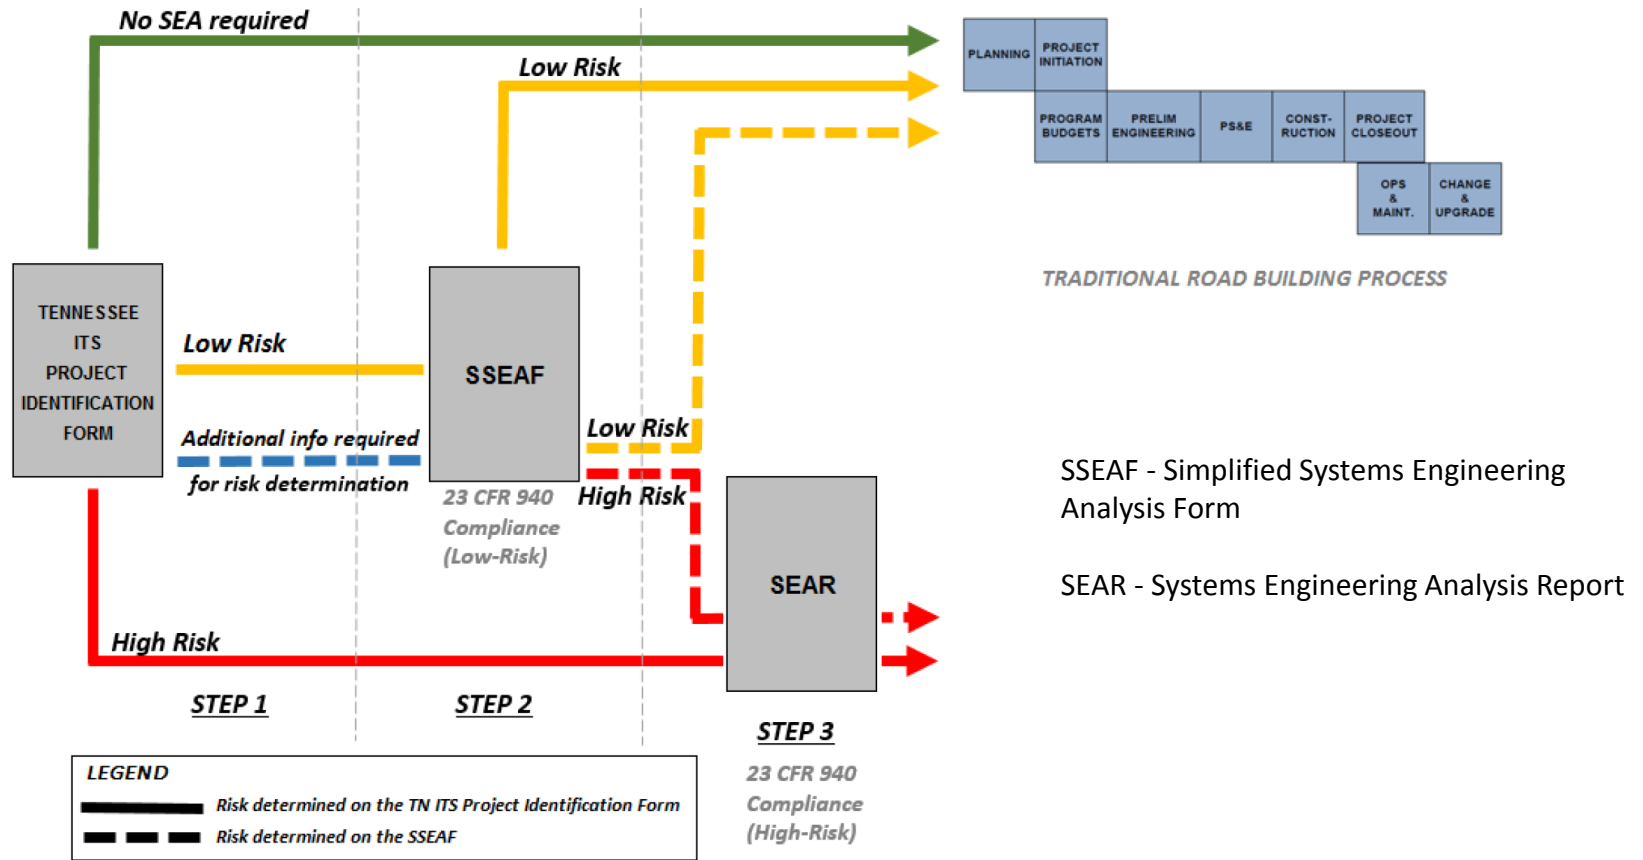 No SEA required
Low Risk
PLANNING
PROJECT
INITIATION
PROGRAM
BUDGETS
PRELIM
ENGINEERING
PS&E
CONST-
RUCTION
PROJECT
CLOSEOUT
OPS
&
MAINT.
CHANGE
&
UPGRADE
TRADITIONAL ROAD BUILDING PROCESS
TENNESSEE
ITS
PROJECT
IDENTIFICATION
FORM
Low Risk
Additional info required
for risk determination
SSEAF
23 CFR 940
Compliance
(Low-Risk)
Low Risk
High Risk
SEAR
SSEAF - Simplified Systems Engineering
Analysis Form
SEAR - Systems Engineering Analysis Report
High Risk
STEP 1
STEP 2
STEP 3
23 CFR 940
Compliance
(High-Risk)
LEGEND
Risk determined on the TN ITS Project Identification Form
Risk determined on the SSEAF